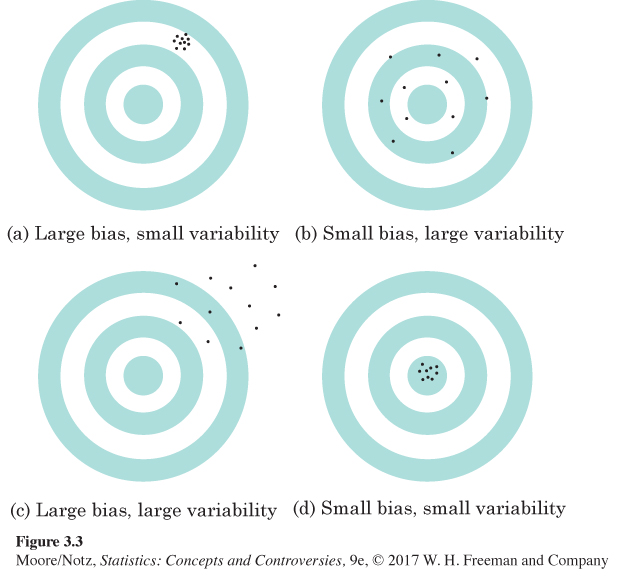 (a) Large bias, small variability
(b) Small bias, large variability
(c) Large bias, large variability
(d) Small bias, small variability
Figure 3.3
Moore/Notz, Statistics: Concepts and Controversies, 9e, © 2017 W. H. Freeman and Company